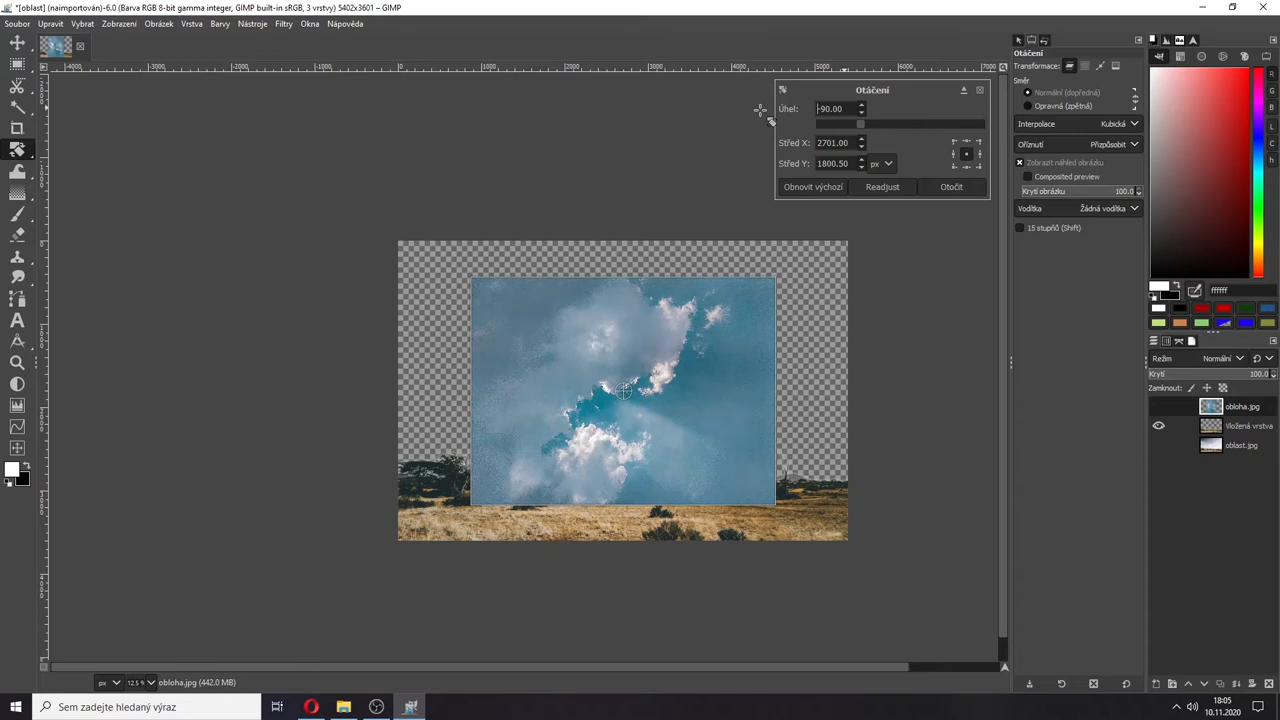 *[oblast] (naimportován)-6.0 (Barva RGB 8-bit gamma integer, GIMP built-in sRGB, 3 vrstvy) 5402x3601 – GIMP
Soubor Upravit Vybrat Zobrazení Obrázek Vrstva Barvy Nástroje Filtry Okna Nápověda
Otáčení
Úhel: -90.00
Střed X: 2701.00
Střed Y: 1800.50 px
Obnovit výchozí Readjust Otočit
Otáčení
Transformace:
Směr
Normální (dopředná)
Opravná (zpětná)
Interpolace Kubická
Oříznutí Přizpůsobit
Zobrazit náhled obrázku
Composited preview
Krytí obrázku 100.0
Vodítka Žádná vodítka
15 stupňů (Shift)
ffffff
Režim Normální
Krytí 100.0
Zamknout:
obloha.jpg
Vložená vrstva
oblast.jpg
px 12.5 obloha.jpg (442.0 MB)
Sem zadejte hledaný výraz
18:05
10.11.2020